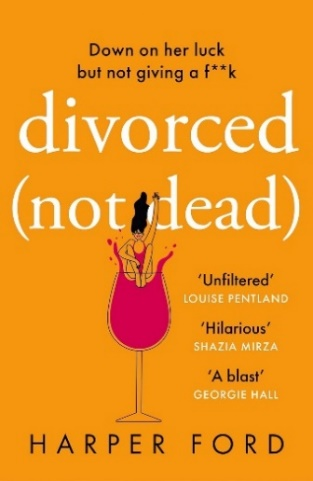 Down on her luck
but not giving a f**k
divorced
(not dead)
‘Unfiltered’
LOUISE PENTLAND
‘Hilarious’
SHAZIA MIRZA
‘A blast’
GEORGIE HALL
HARPER FORD